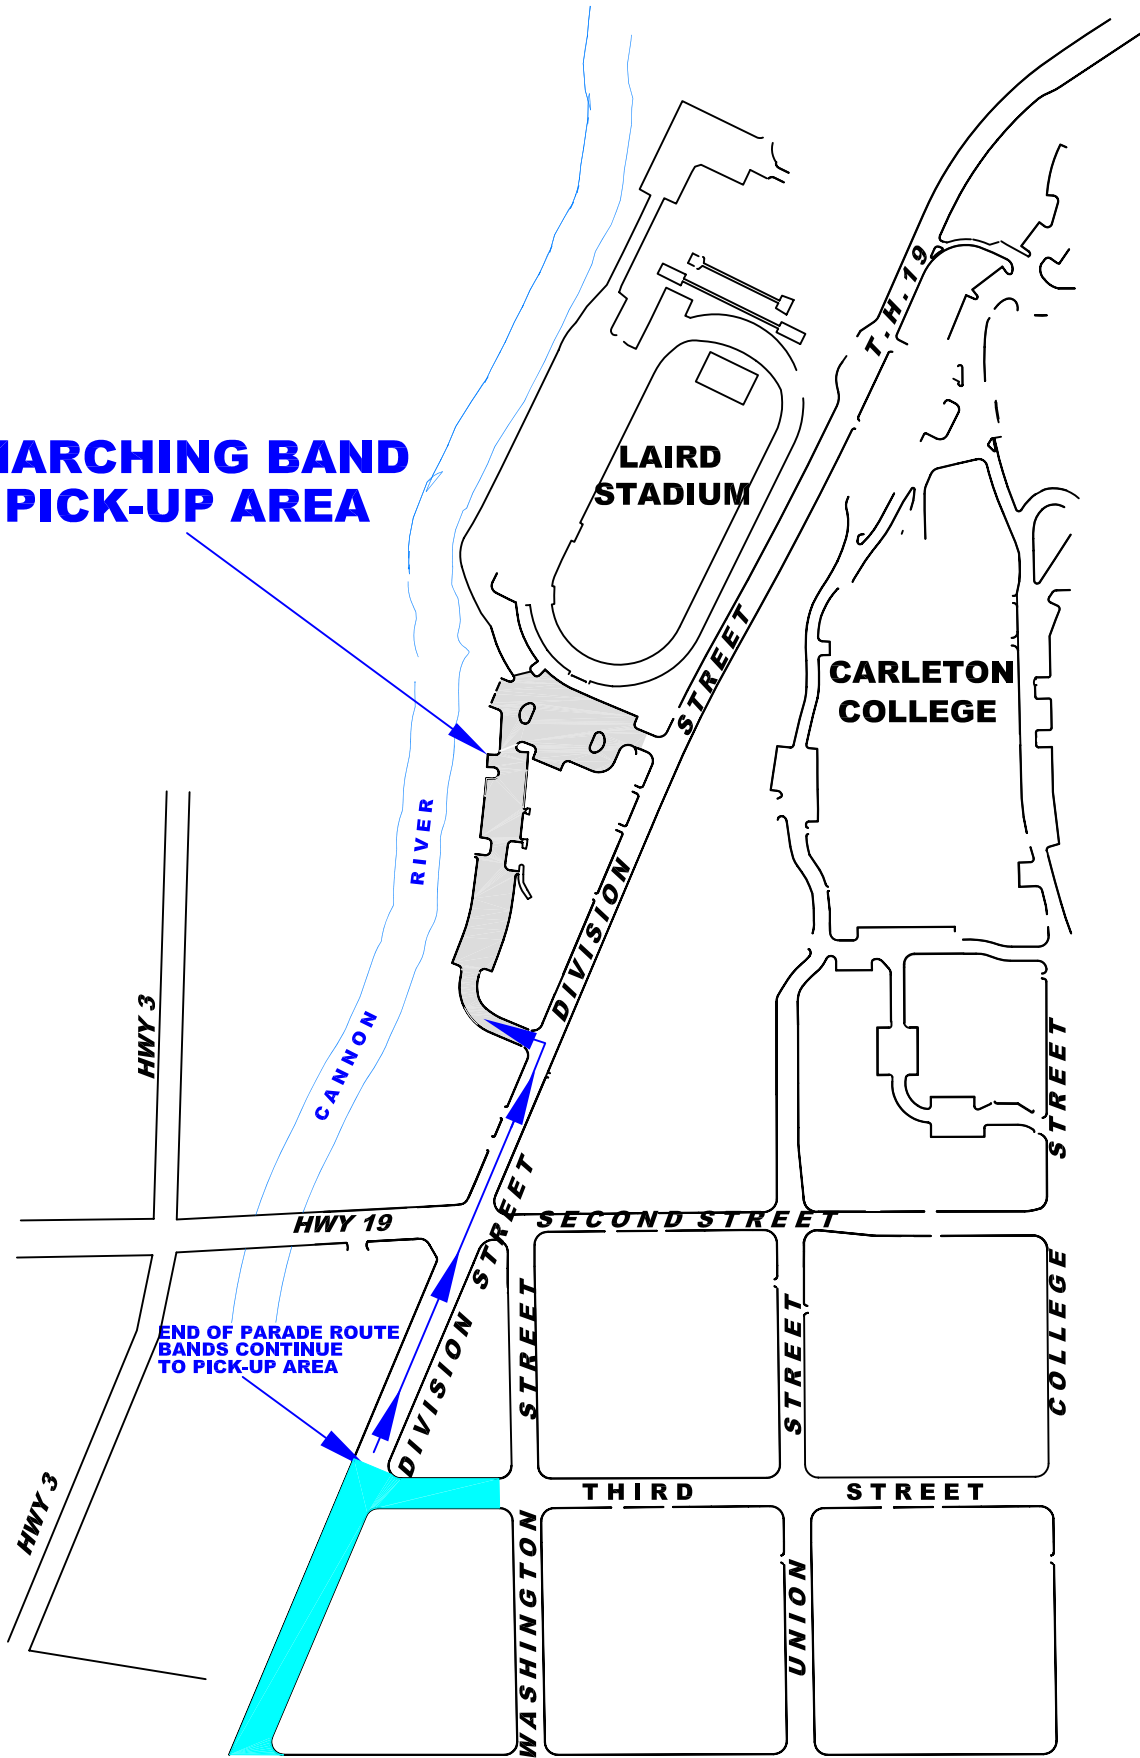 T.H.19
MARCHING BAND
PICK-UP AREA
LAIRD
STADIUM
STREET
CARLETON
COLLEGE
RIVER
DIVISION
HWY 3
CANNON
STREET
DIVISION STREET
HWY 19
SECOND STREET
END OF PARADE ROUTE
BANDS CONTINUE
TO PICK-UP AREA
STREET
STREET
COLLEGE
HWY 3
THIRD STREET
WASHINGTON
UNION